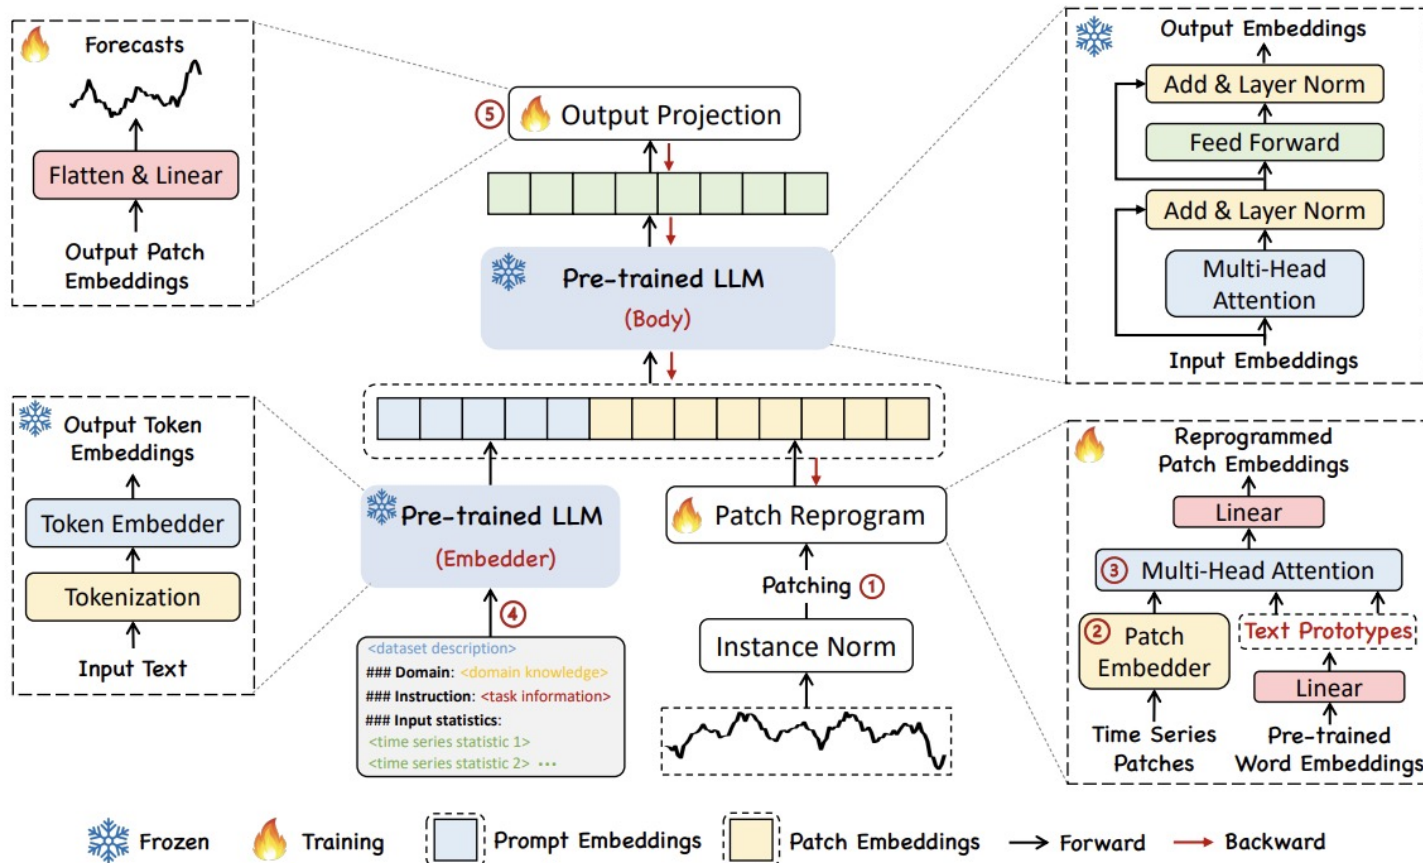 Forecasts
Flatten & Linear
Output Patch
Embeddings
⑤ Output Projection
Pre-trained LLM
(Body)
Output Embeddings
Add & Layer Norm
Feed Forward
Add & Layer Norm
Multi-Head
Attention
Input Embeddings
Output Token
Embeddings
Token Embedder
Tokenization
Input Text
Pre-trained LLM
(Embedder)
④
<dataset description>
### Domain: <domain knowledge>
### Instruction: <task information>
### Input statistics:
<time series statistic 1>
<time series statistic 2> ...
Patch Reprogram
Patching ①
Instance Norm
Reprogrammed
Patch Embeddings
Linear
③ Multi-Head Attention
② Patch
Embedder
Time Series
Patches
Text Prototypes
Linear
Pre-trained
Word Embeddings
Frozen
Training
Prompt Embeddings
Patch Embeddings
Forward
Backward